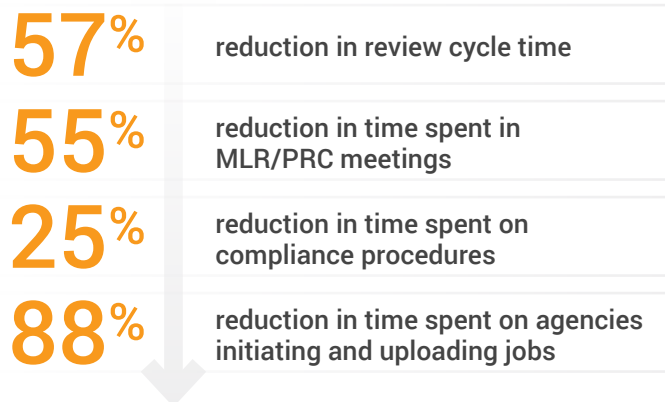 57%
reduction in review cycle time
55%
reduction in time spent in
MLR/PRC meetings
25%
reduction in time spent on
compliance procedures
88%
reduction in time spent on agencies
initiating and uploading jobs